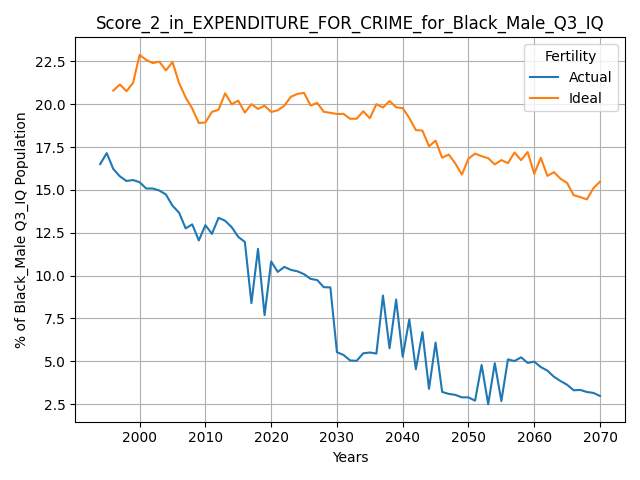 Score_2_in_EXPENDITURE_FOR_CRIME_for_Black_Male_Q3_IQ
Fertility
Actual
Ideal
% of Black_Male Q3_IQ Population
22.5
20.0
17.5
15.0
12.5
10.0
7.5
5.0
2.5
2000 2010 2020 2030 2040 2050 2060 2070
Years